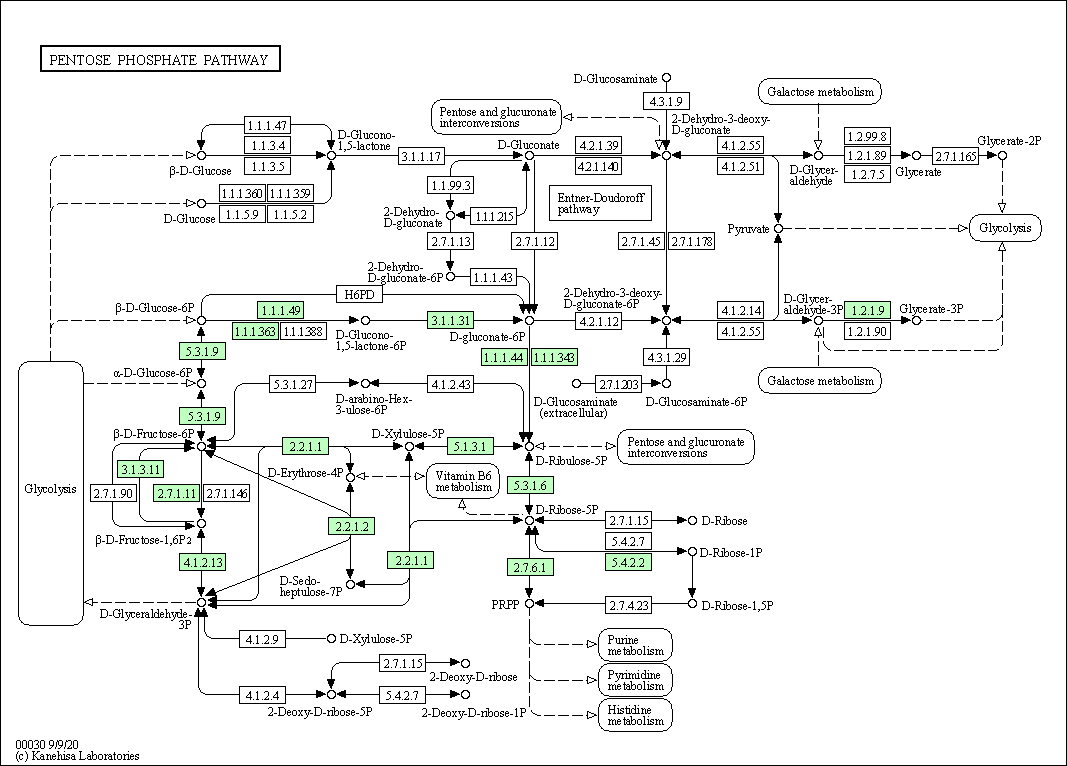 PENTOSE PHOSPHATE PATHWAY
D-Glucosaminate
4.3.1.9
Galactose metabolism
Pentose and glucuronate
interconversions
2-Dehydro-3-deoxy-
D-gluconate
1.1.1.47
D-Glucono-
1,5-lactone
1.1.3.4
1.1.3.5
β-D-Glucose
3.1.1.17
D-Gluconate
4.2.1.39
4.2.1.140
4.2.1.55
4.2.1.51
D-Glycer-
aldehyde
1.2.99.8
1.2.1.89
1.2.7.5
Glycerate
2.7.1.165
Glycerate-2P
1.1.1.360
1.1.1.359
1.1.5.9
1.1.5.2
D-Glucose
1.1.99.3
2-Dehydro-
D-gluconate
1.1.1.215
Entner-Doudoroff
pathway
Pyruvate
Glycolysis
2.7.1.13
2.7.1.12
2.7.1.45
2.7.1.178
2-Dehydro-
D-gluconate-6P
1.1.1.43
H6PD
β-D-Glucose-6P
1.1.1.49
1.1.1.363
1.1.1.388
D-Glucono-
1,5-lactone-6P
3.1.1.31
D-gluconate-6P
2-Dehydro-3-deoxy-
D-gluconate-6P
4.2.1.12
4.1.2.14
4.1.2.55
D-Glycer-
aldehyde-3P
1.2.1.9
1.2.1.90
Glycerate-3P
5.3.1.9
1.1.1.44
1.1.1.343
4.3.1.29
Galactose metabolism
α-D-Glucose-6P
5.3.1.27
D-arabino-Hex-
3-ulose-6P
4.1.2.43
2.7.1.203
D-Glucosaminate
(extracellular)
D-Glucosaminate-6P
5.3.1.9
β-D-Fructose-6P
2.2.1.1
D-Xylulose-5P
5.1.3.1
D-Ribulose-5P
Pentose and glucuronate
interconversions
3.1.3.11
D-Erythrose-4P
Vitamin B6
metabolism
5.3.1.6
Glycolysis
2.7.1.90
2.7.1.11
2.7.1.146
D-Ribose-5P
2.2.1.2
2.7.1.15
D-Ribose
β-D-Fructose-1,6P2
5.4.2.7
5.4.2.2
D-Ribose-1P
4.1.2.13
2.2.1.1
2.7.6.1
D-Sedo-
heptulose-7P
D-Glyceraldehyde-
3P
PRPP
2.7.4.23
D-Ribose-1,5P
4.1.2.9
D-Xylulose-5P
Purine
metabolism
2.7.1.15
2-Deoxy-D-ribose
Pyrimidine
metabolism
4.1.2.4
2-Deoxy-D-ribose-5P
5.4.2.7
2-Deoxy-D-ribose-1P
Histidine
metabolism
00030 9/9/20
(c) Kanehisa Laboratories